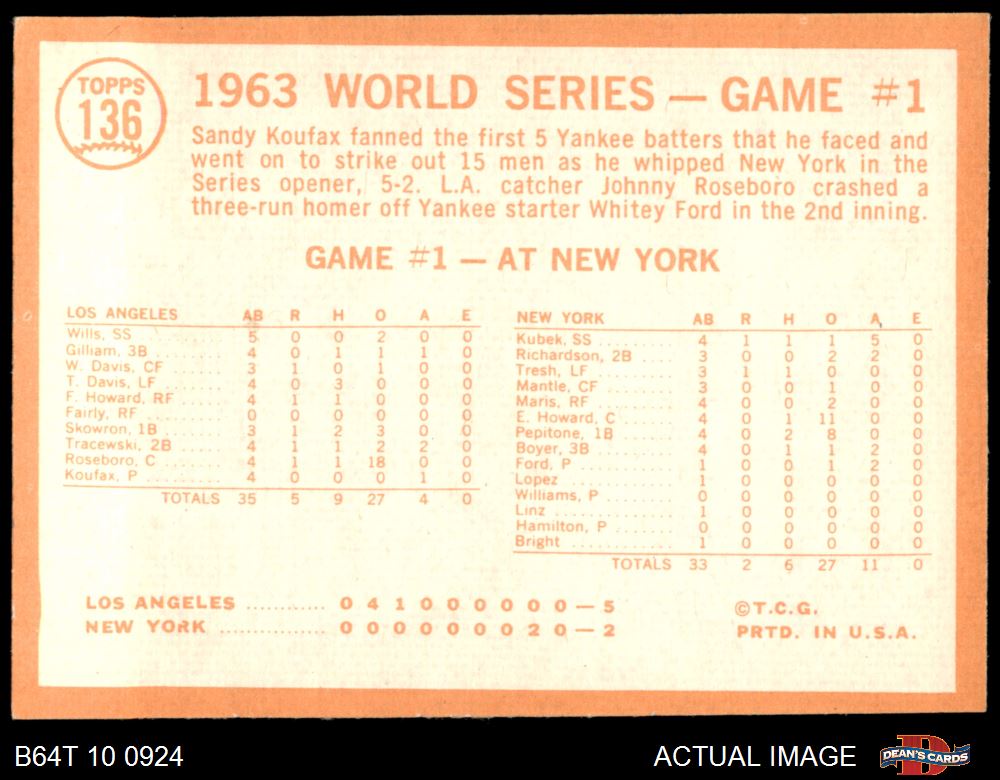 TOPPS
136
1963 WORLD SERIES — GAME #1
Sandy Koufax fanned the first 5 Yankee batters that he faced and
went on to strike out 15 men as he whipped New York in the
Series opener, 5-2. L.A. catcher Johnny Roseboro crashed a
three-run homer off Yankee starter Whitey Ford in the 2nd inning.
GAME #1 — AT NEW YORK
LOS ANGELES AB R H O A E
Wills, SS ........ 5 0 0 2 0 0
Gilliam, 3B ........ 4 0 1 1 1 0
W. Davis, CF ........ 3 1 0 1 0 0
T. Davis, LF ........ 4 0 3 0 0 0
F. Howard, RF ........ 4 1 1 0 0 0
Fairly, RF ........ 0 0 0 0 0 0
Skowron, 1B ........ 3 1 2 3 0 0
Tracewski, 2B ........ 4 1 1 2 2 0
Roseboro, C ........ 4 1 1 18 0 0
Koufax, P ........ 4 0 0 0 1 0
TOTALS 35 5 9 27 4 0
NEW YORK AB R H O A E
Kubek, SS ........ 4 1 1 1 5 0
Richardson, 2B .... 3 0 0 2 2 0
Tresh, LF ........ 3 1 1 0 0 0
Mantle, CF ........ 3 0 0 1 0 0
Maris, RF ........ 4 0 0 2 0 0
E. Howard, C ........ 4 0 1 11 0 0
Pepitone, 1B ........ 4 0 2 8 0 0
Boyer, 3B ........ 4 0 1 1 2 0
Ford, P ........ 1 0 0 1 2 0
Lopez ........ 1 0 0 0 0 0
Williams, P ........ 0 0 0 0 0 0
Linz ........ 1 0 0 0 0 0
Hamilton, P ........ 0 0 0 0 0 0
Bright ........ 1 0 0 0 0 0
TOTALS 33 2 6 27 11 0
LOS ANGELES ........... 0 4 1 0 0 0 0 0 0 — 5
NEW YORK ............... 0 0 0 0 0 0 0 2 0 — 2
©T.C.G.
PRTD. IN U.S.A.
B64T 10 0924
ACTUAL IMAGE
DEAN'S CARDS